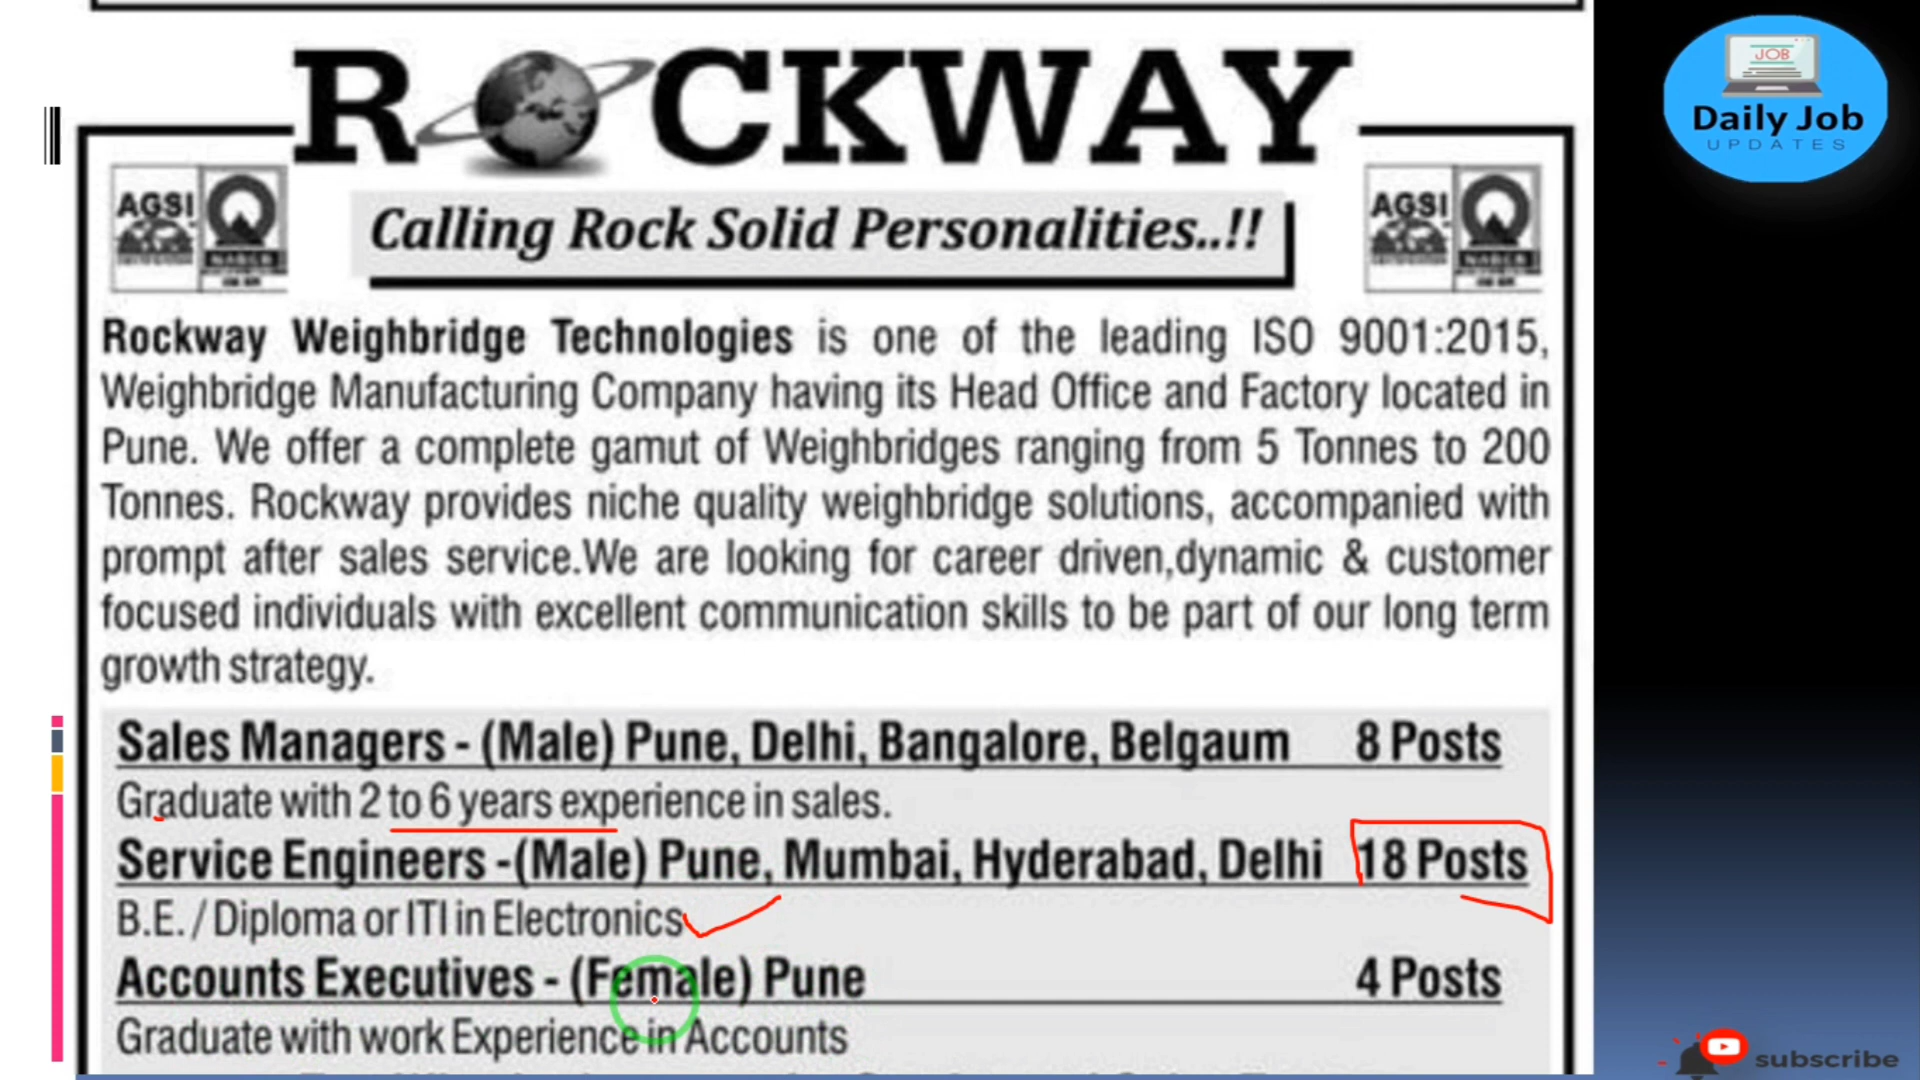 ROCKWAY
JOB
Daily Job
UPDATES
AGSI
NABCB
Calling Rock Solid Personalities..!!
AGSI
NABCB
Rockway Weighbridge Technologies is one of the leading ISO 9001:2015,
Weighbridge Manufacturing Company having its Head Office and Factory located in
Pune. We offer a complete gamut of Weighbridges ranging from 5 Tonnes to 200
Tonnes. Rockway provides niche quality weighbridge solutions, accompanied with
prompt after sales service.We are looking for career driven,dynamic & customer
focused individuals with excellent communication skills to be part of our long term
growth strategy.
Sales Managers - (Male) Pune, Delhi, Bangalore, Belgaum 8 Posts
Graduate with 2 to 6 years experience in sales.
Service Engineers -(Male) Pune, Mumbai, Hyderabad, Delhi 18 Posts
B.E. / Diploma or ITI in Electronics
Accounts Executives - (Female) Pune 4 Posts
Graduate with work Experience in Accounts
subscribe